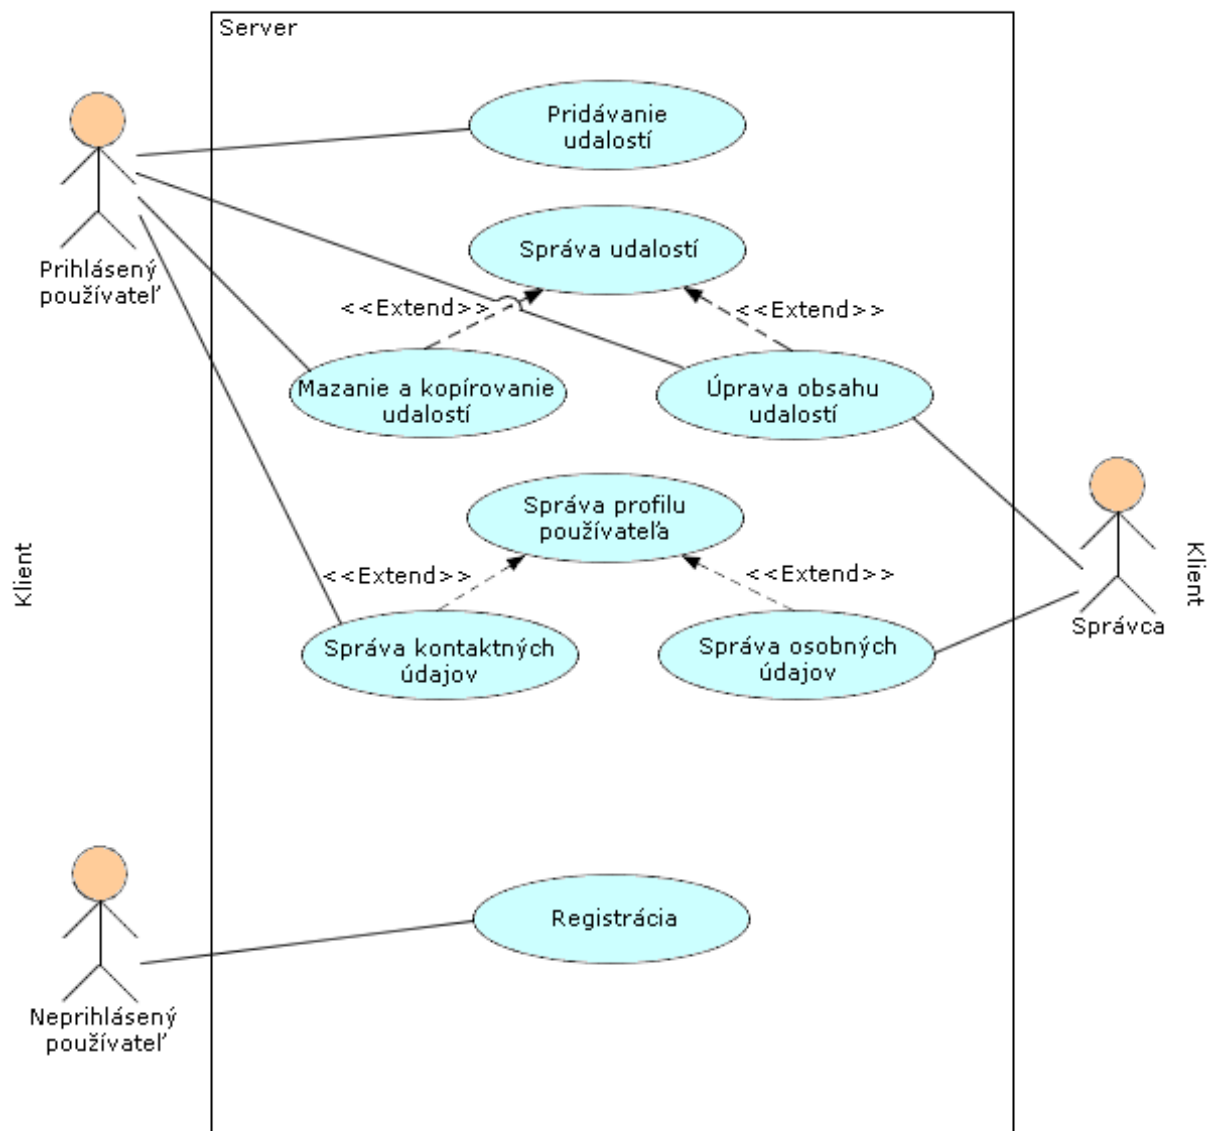 Server
Pridávanie
udalostí
Prihlásený
používateľ
Správa udalostí
<<Extend>>
<<Extend>>
Mazanie a kopírovanie
udalostí
Úprava obsahu
udalostí
Správa profilu
používateľa
<<Extend>>
<<Extend>>
Správa kontaktných
údajov
Správa osobných
údajov
Klient
Klient
Správca
Registrácia
Neprihlásený
používateľ